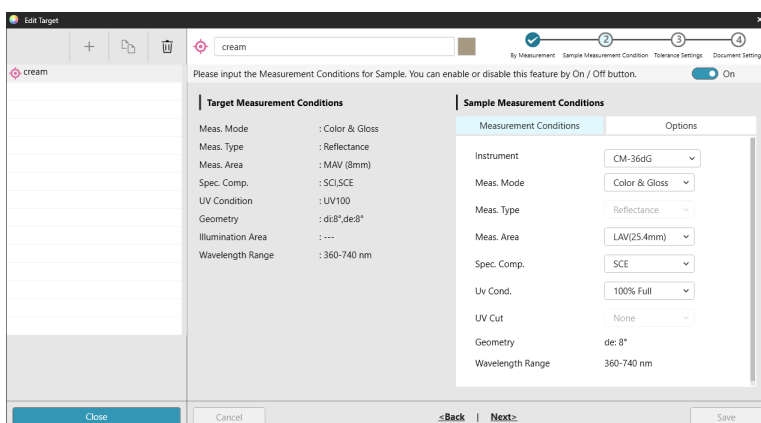 Edit Target
cream
2 3 4
By Measurement Sample Measurement Condition Tolerance Settings Document Setting
cream
Please input the Measurement Conditions for Sample. You can enable or disable this feature by On / Off button. On
Target Measurement Conditions
Meas. Mode : Color & Gloss
Meas. Type : Reflectance
Meas. Area : MAV (8mm)
Spec. Comp. : SCI,SCE
UV Condition : UV100
Geometry : di:8°,de:8°
Illumination Area : ---
Wavelength Range : 360-740 nm
Sample Measurement Conditions
Measurement Conditions Options
Instrument CM-36dG
Meas. Mode Color & Gloss
Meas. Type Reflectance
Meas. Area LAV(25.4mm)
Spec. Comp. SCE
Uv Cond. 100% Full
UV Cut None
Geometry de: 8°
Wavelength Range 360-740 nm
Close Cancel <Back | Next> Save